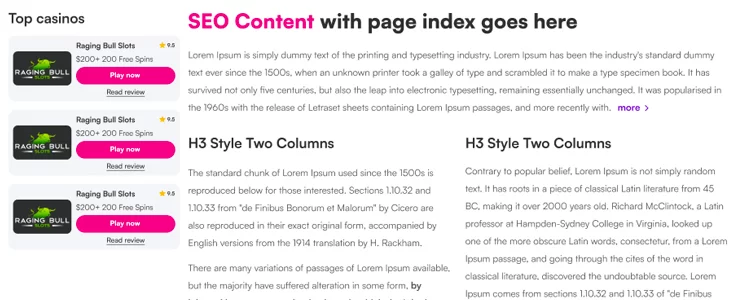 Top casinos
RAGING BULL
SLOTS
Raging Bull Slots
9.5
$200+ 200 Free Spins
Play now
Read review
RAGING BULL
SLOTS
Raging Bull Slots
9.5
$200+ 200 Free Spins
Play now
Read review
RAGING BULL
SLOTS
Raging Bull Slots
9.5
$200+ 200 Free Spins
Play now
Read review
SEO Content with page index goes here
Lorem Ipsum is simply dummy text of the printing and typesetting industry. Lorem Ipsum has been the industry's standard dummy
text ever since the 1500s, when an unknown printer took a galley of type and scrambled it to make a type specimen book. It has
survived not only five centuries, but also the leap into electronic typesetting, remaining essentially unchanged. It was popularised in
the 1960s with the release of Letraset sheets containing Lorem Ipsum passages, and more recently with. more >
H3 Style Two Columns
The standard chunk of Lorem Ipsum used since the 1500s is
reproduced below for those interested. Sections 1.10.32 and
1.10.33 from "de Finibus Bonorum et Malorum" by Cicero are
also reproduced in their exact original form, accompanied by
English versions from the 1914 translation by H. Rackham.
There are many variations of passages of Lorem Ipsum available,
but the majority have suffered alteration in some form, by
H3 Style Two Columns
Contrary to popular belief, Lorem Ipsum is not simply random
text. It has roots in a piece of classical Latin literature from 45
BC, making it over 2000 years old. Richard McClintock, a Latin
professor at Hampden-Sydney College in Virginia, looked up
one of the more obscure Latin words, consectetur, from a Lorem
Ipsum passage, and going through the cites of the word in
classical literature, discovered the undoubtable source. Lorem
Ipsum comes from sections 1.10.32 and 1.10.33 of "de Finibus